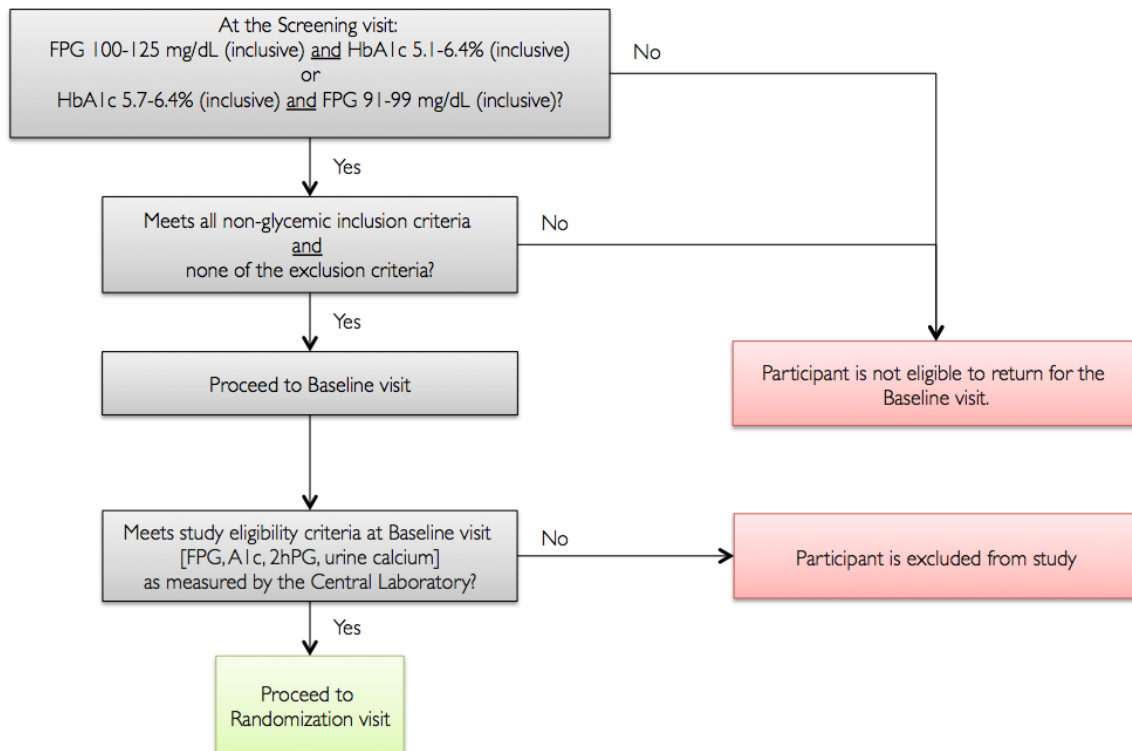 At the Screening visit:
FPG 100-125 mg/dL (inclusive) and HbA1c 5.1-6.4% (inclusive)
or
HbA1c 5.7-6.4% (inclusive) and FPG 91-99 mg/dL (inclusive)?
No
Yes
Meets all non-glycemic inclusion criteria
and
none of the exclusion criteria?
No
Yes
Proceed to Baseline visit
Participant is not eligible to return for the
Baseline visit.
Meets study eligibility criteria at Baseline visit
[FPG, A1c, 2hPG, urine calcium]
as measured by the Central Laboratory?
No
Participant is excluded from study
Yes
Proceed to
Randomization visit